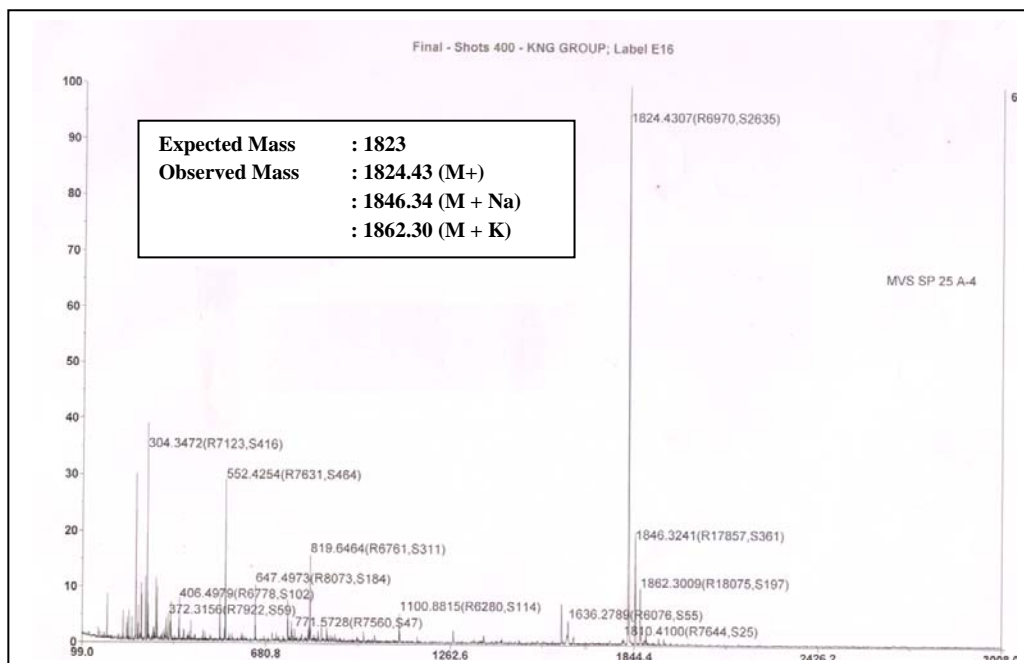 Final - Shots 400 - KNG GROUP; Label E16
100
6
1824.4307(R6970,S2635)
90
Expected Mass : 1823
Observed Mass : 1824.43 (M+)
: 1846.34 (M + Na)
: 1862.30 (M + K)
80
70
MVS SP 25 A-4
60
50
40
304.3472(R7123,S416)
30
552.4254(R7631,S464)
20
1846.3241(R17857,S361)
819.6464(R6761,S311)
10
647.4973(R8073,S184)
1862.3009(R18075,S197)
406.4979(R6778,S102)
372.3156(R7922,S59)
1100.8815(R6280,S114)
1636.2789(R6076,S55)
771.5728(R7560,S47)
1810.4100(R7644,S25)
0
99.0
680.8
1262.6
1844.4
2426.2